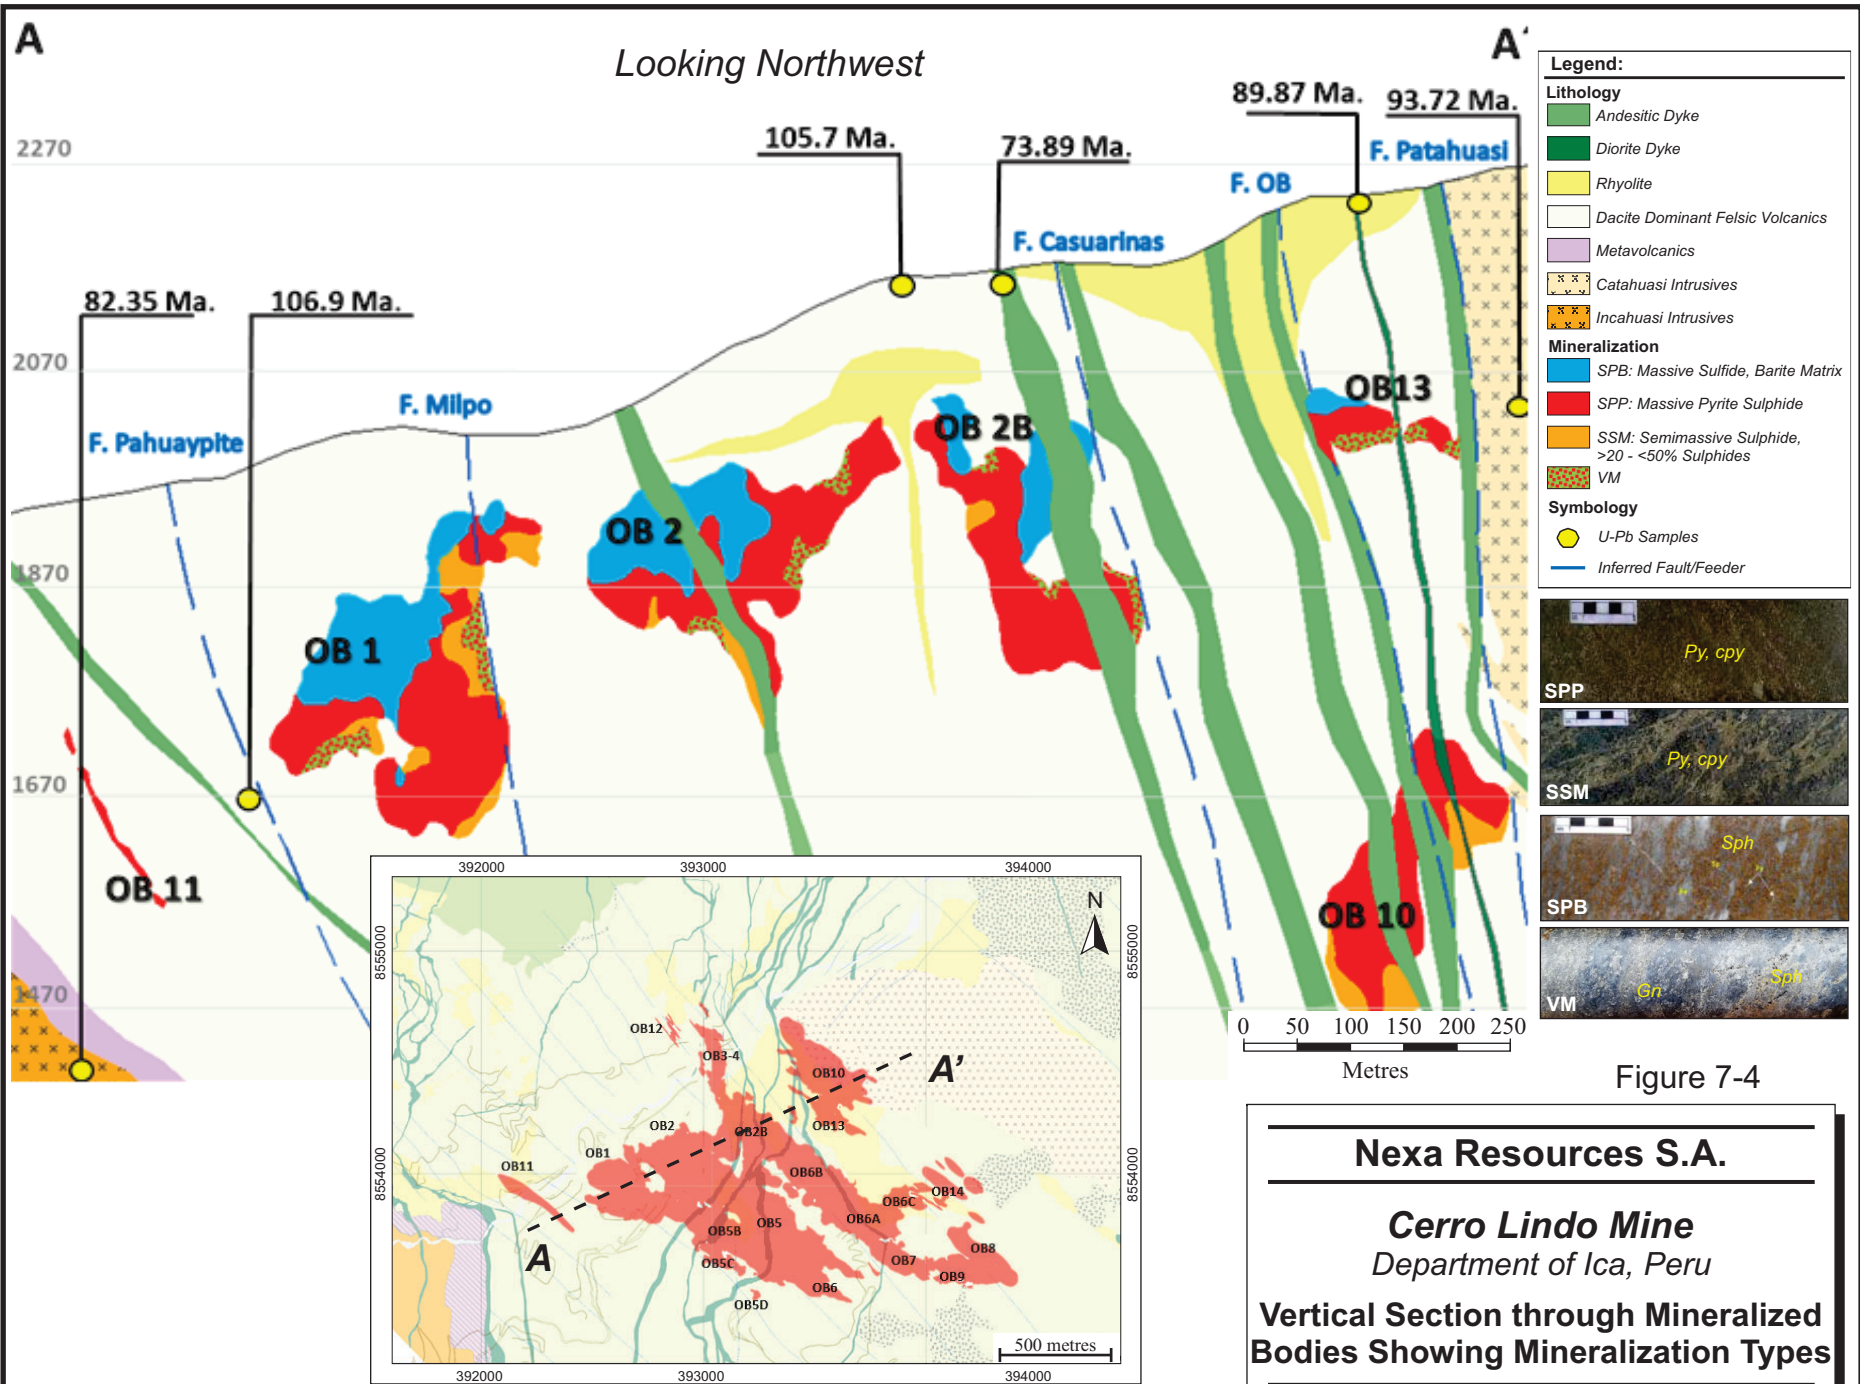 A
Looking Northwest
A'
105.7 Ma.
73.89 Ma.
89.87 Ma.
93.72 Ma.
82.35 Ma.
106.9 Ma.
2270
2070
1870
1670
1470
F. Pahuaypite
F. Milpo
F. Casuarinas
F. OB
F. Patahuasi
OB 1
OB 2
OB 2B
OB13
OB 10
OB 11
Legend:
Lithology
Andesitic Dyke
Diorite Dyke
Rhyolite
Dacite Dominant Felsic Volcanics
Metavolcanics
Catahuasi Intrusives
Incahuasi Intrusives
Mineralization
SPB: Massive Sulfide, Barite Matrix
SPP: Massive Pyrite Sulphide
SSM: Semimassive Sulphide,
>20 - <50% Sulphides
VM
Symbology
U-Pb Samples
Inferred Fault/Feeder
Py, cpy
SPP
Py, cpy
SSM
Sph
SPB
Gn
Sph
VM
0 50 100 150 200 250
Metres
392000 393000 394000
8555000
8554000
8555000
8554000
N
OB12
OB3-4
OB10
A'
OB2
OB2B
OB13
OB1
OB11
OB6B
OB6C
OB14
OB5B
OB5
OB6A
A
OB5C
OB7
OB8
OB9
OB6
OB5D
500 metres
392000 393000 394000
Figure 7-4
Nexa Resources S.A.
Cerro Lindo Mine
Department of Ica, Peru
Vertical Section through Mineralized
Bodies Showing Mineralization Types